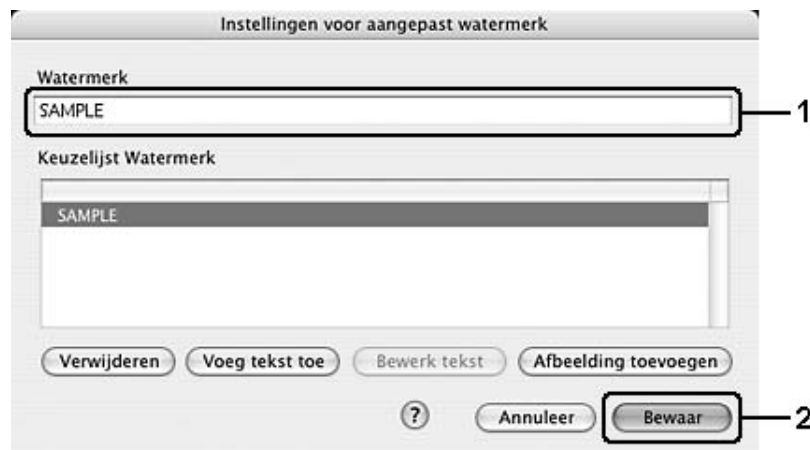 Instellingen voor aangepast watermerk
Watermerk
SAMPLE 1
Keuzelijst Watermerk
SAMPLE
Verwijderen Voeg tekst toe Bewerk tekst Afbeelding toevoegen
? Annuleer Bewaar 2